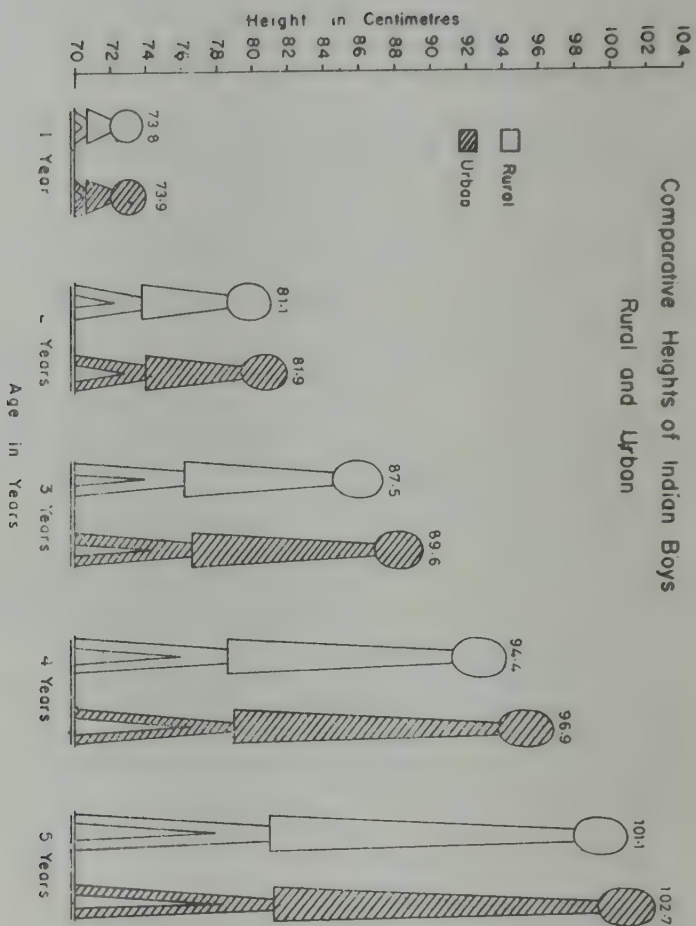 Comparative Heights of Indian Boys
Rural and Urban
Rural
Urban
Height in Centimetres
104
102
100
98
96
94
92
90
88
86
84
82
80
78
76
74
72
70
73.8
73.9
81.1
81.9
87.5
89.6
94.4
96.9
101.1
102.7
1 Year
Years
3 Years
4 Years
5 Years
Age in Years